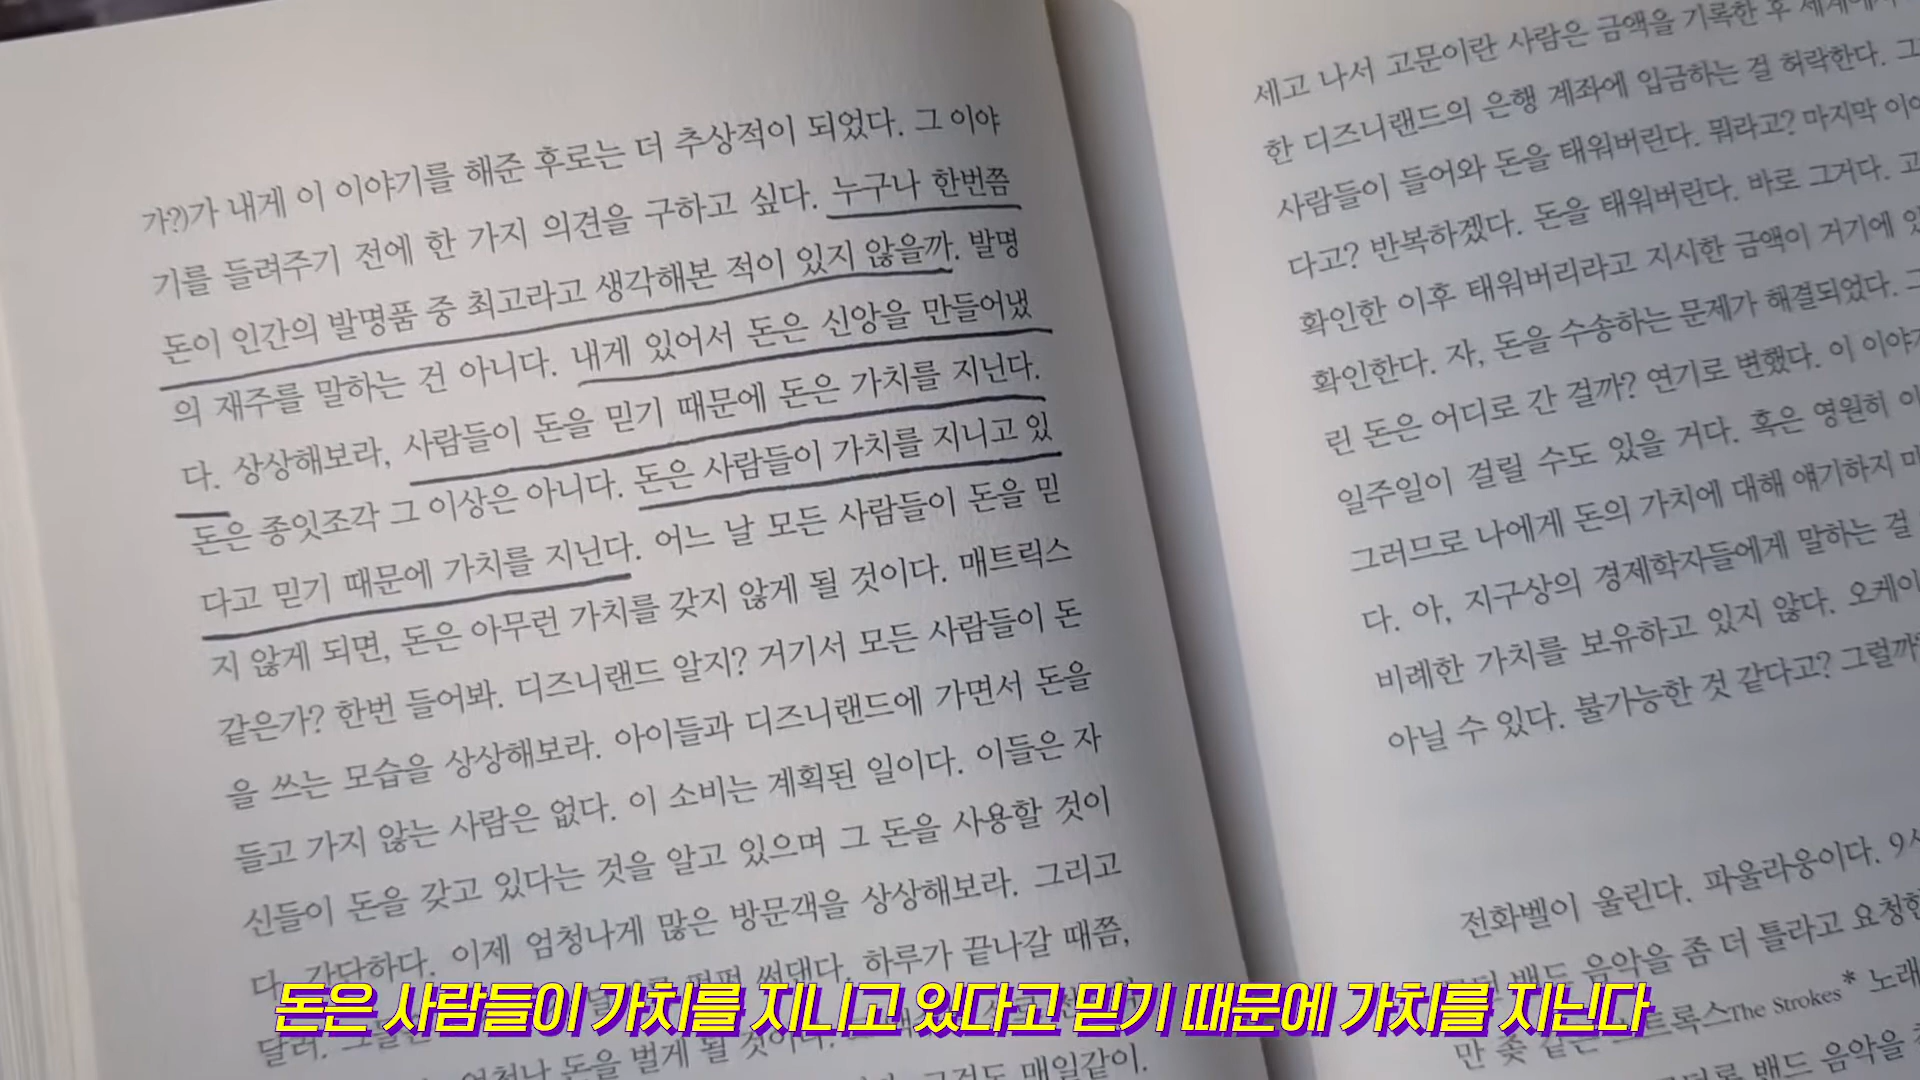 가?)가 내게 이 이야기를 해준 후로는 더 추상적이 되었다. 그 이야
기를 들려주기 전에 한 가지 의견을 구하고 싶다. 누구나 한번쯤
돈이 인간의 발명품 중 최고라고 생각해본 적이 있지 않을까. 발명
의 재주를 말하는 건 아니다. 내게 있어서 돈은 신앙을 만들어냈
다. 상상해보라, 사람들이 돈을 믿기 때문에 돈은 가치를 지닌다.
돈은 종잇조각 그 이상은 아니다. 돈은 사람들이 가치를 지니고 있
다고 믿기 때문에 가치를 지닌다. 어느 날 모든 사람들이 돈을 믿
지 않게 되면, 돈은 아무런 가치를 갖지 않게 될 것이다. 매트릭스
같은가? 한번 들어봐. 디즈니랜드 알지? 거기서 모든 사람들이 돈
을 쓰는 모습을 상상해보라. 아이들과 디즈니랜드에 가면서 돈을
들고 가지 않는 사람은 없다. 이 소비는 계획된 일이다. 이들은 자
신들이 돈을 갖고 있다는 것을 알고 있으며 그 돈을 사용할 것이
다. 간단하다. 이제 엄청나게 많은 방문객을 상상해보라. 그리고
펑펑 써댄다. 하루가 끝나갈 때쯤,
달러.
엄청난 돈을 벌게 될 것이다.
그것도 매일같이.
세고 나서 고문이란 사람은 금액을 기록한 후
한 디즈니랜드의 은행 계좌에 입금하는 걸 허락한다.
사람들이 들어와 돈을 태워버린다. 뭐라고? 마지막
다고? 반복하겠다. 돈을 태워버린다. 바로 그거다.
확인한 이후 태워버리라고 지시한 금액이 거기에
확인한다. 자, 돈을 수송하는 문제가 해결되었다.
린 돈은 어디로 간 걸까? 연기로 변했다. 이
일주일이 걸릴 수도 있을 거다. 혹은 영원히
그러므로 나에게 돈의 가치에 대해 얘기하지
다. 아, 지구상의 경제학자들에게 말하는 걸
비례한 가치를 보유하고 있지 않다.
아닐 수 있다. 불가능한 것 같다고?
전화벨이 울린다. 파울라웅이다.
밴드 음악을 좀 더 틀라고
만 좆 같은 스트록스The Strokes*
밴드 음악을
돈은 사람들이 가치를 지니고 있다고 믿기 때문에 가치를 지닌다